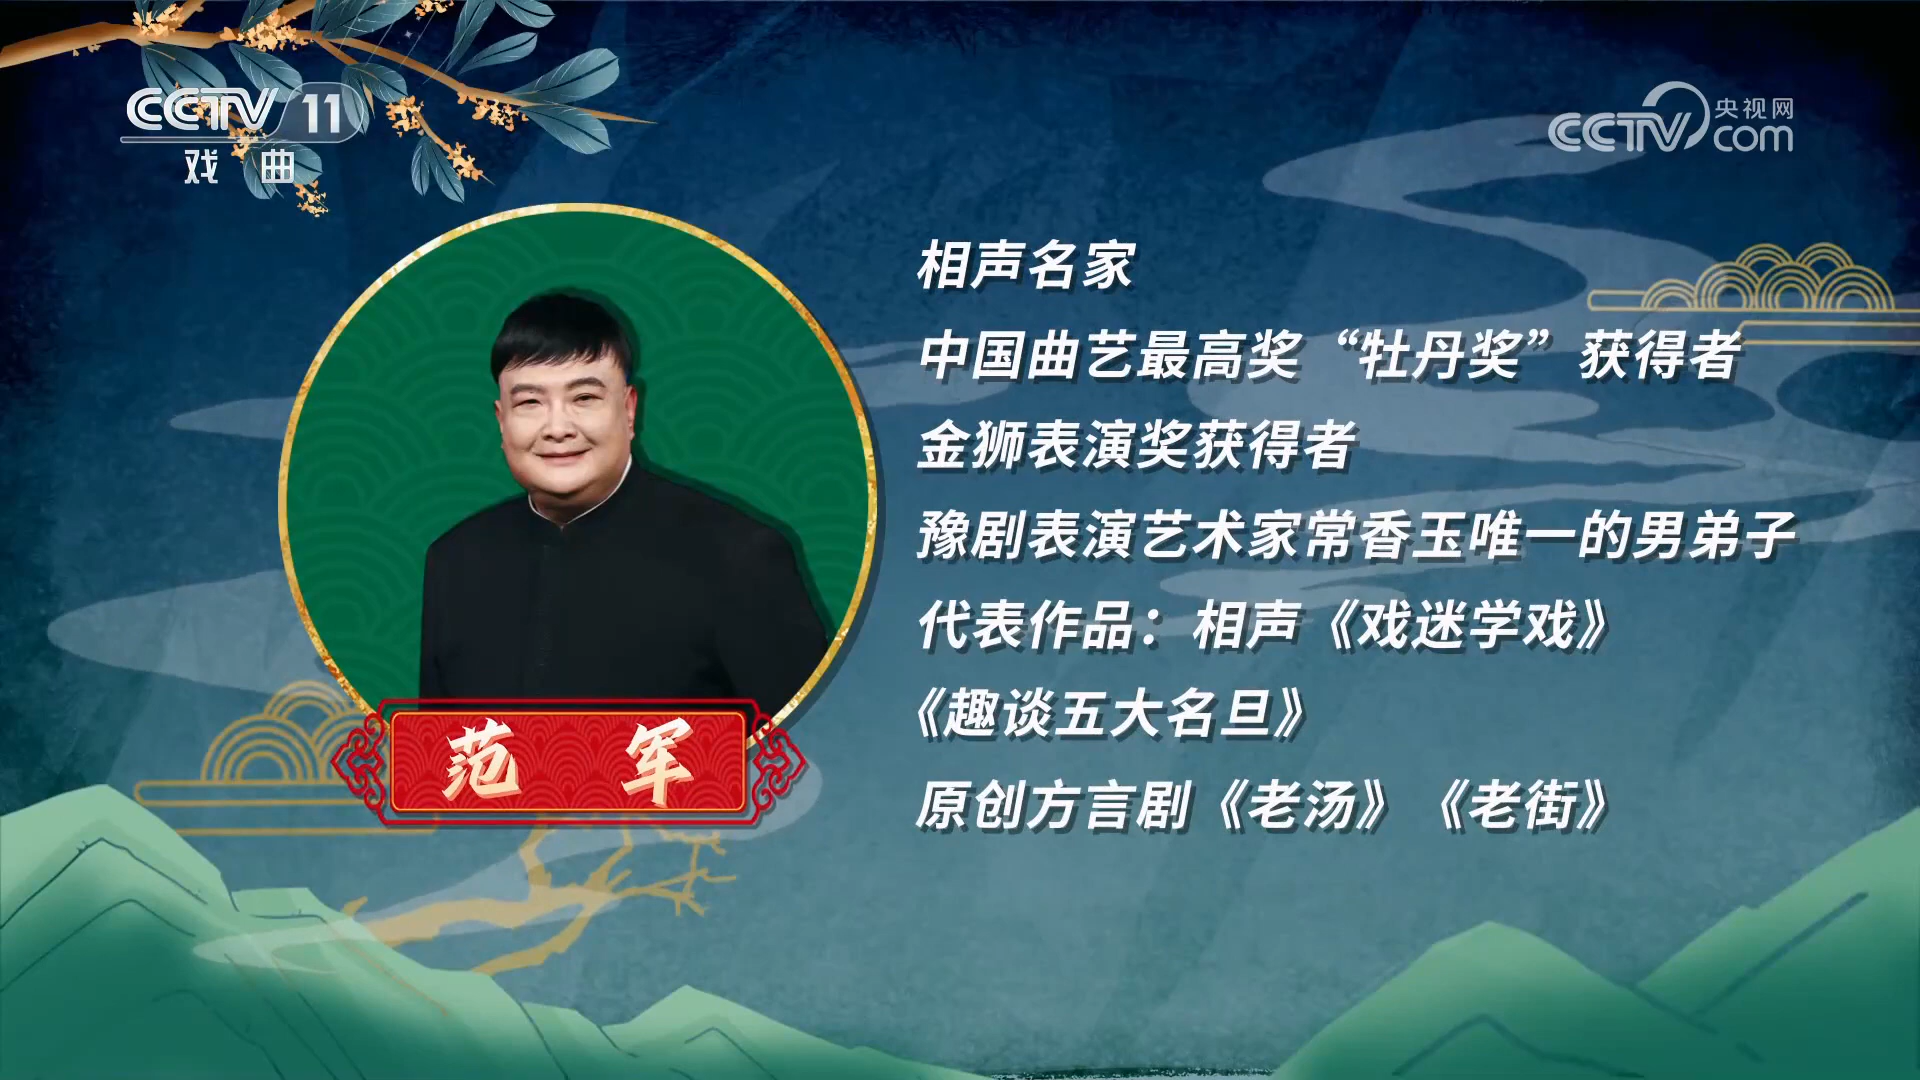 CCTV 11
戏 曲
央视网
CCTV.com
相声名家
中国曲艺最高奖“牡丹奖”获得者
金狮表演奖获得者
豫剧表演艺术家常香玉唯一的男弟子
代表作品：相声《戏迷学戏》
《趣谈五大名旦》
原创方言剧《老汤》《老街》
范 军